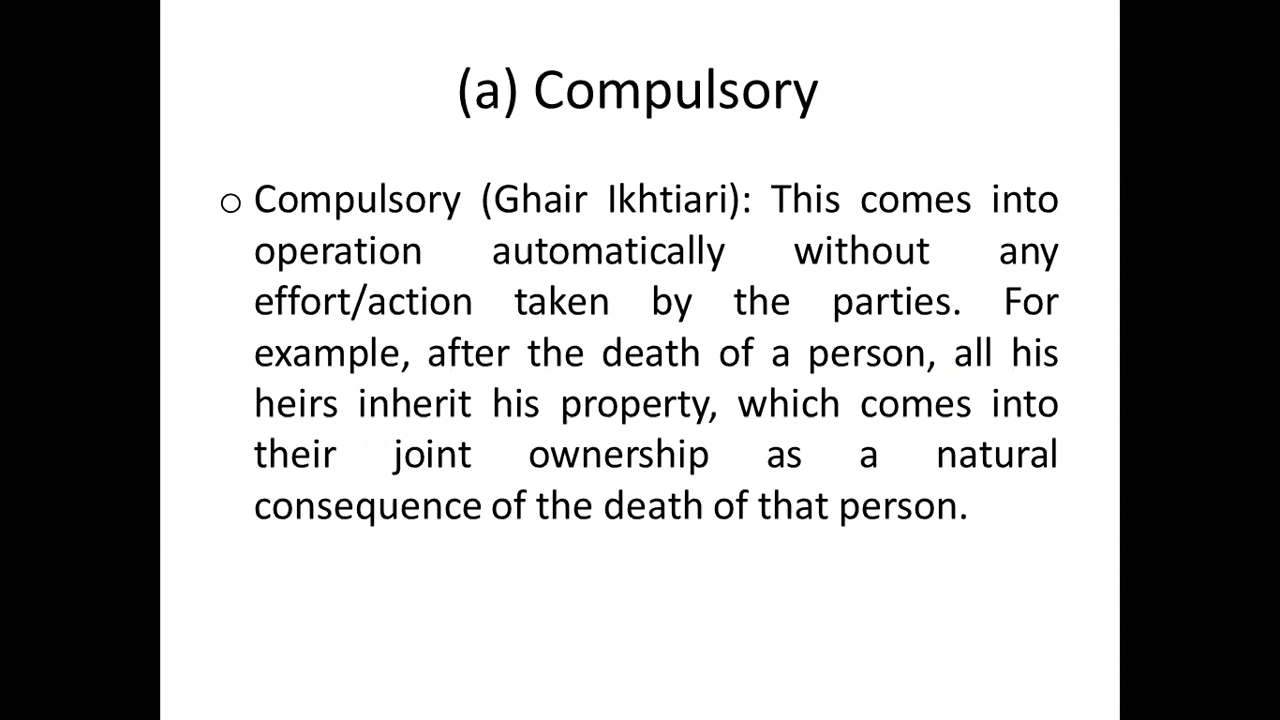 (a) Compulsory
o Compulsory (Ghair Ikhtiari): This comes into
operation automatically without any
effort/action taken by the parties. For
example, after the death of a person, all his
heirs inherit his property, which comes into
their joint ownership as a natural
consequence of the death of that person.